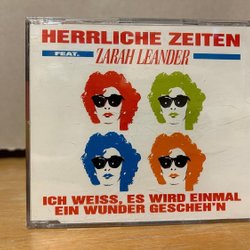 HERRLICHE ZEITEN
FEAT. ZARAH LEANDER
ICH WEISS, ES WIRD EINMAL
EIN WUNDER GESCHEH'N